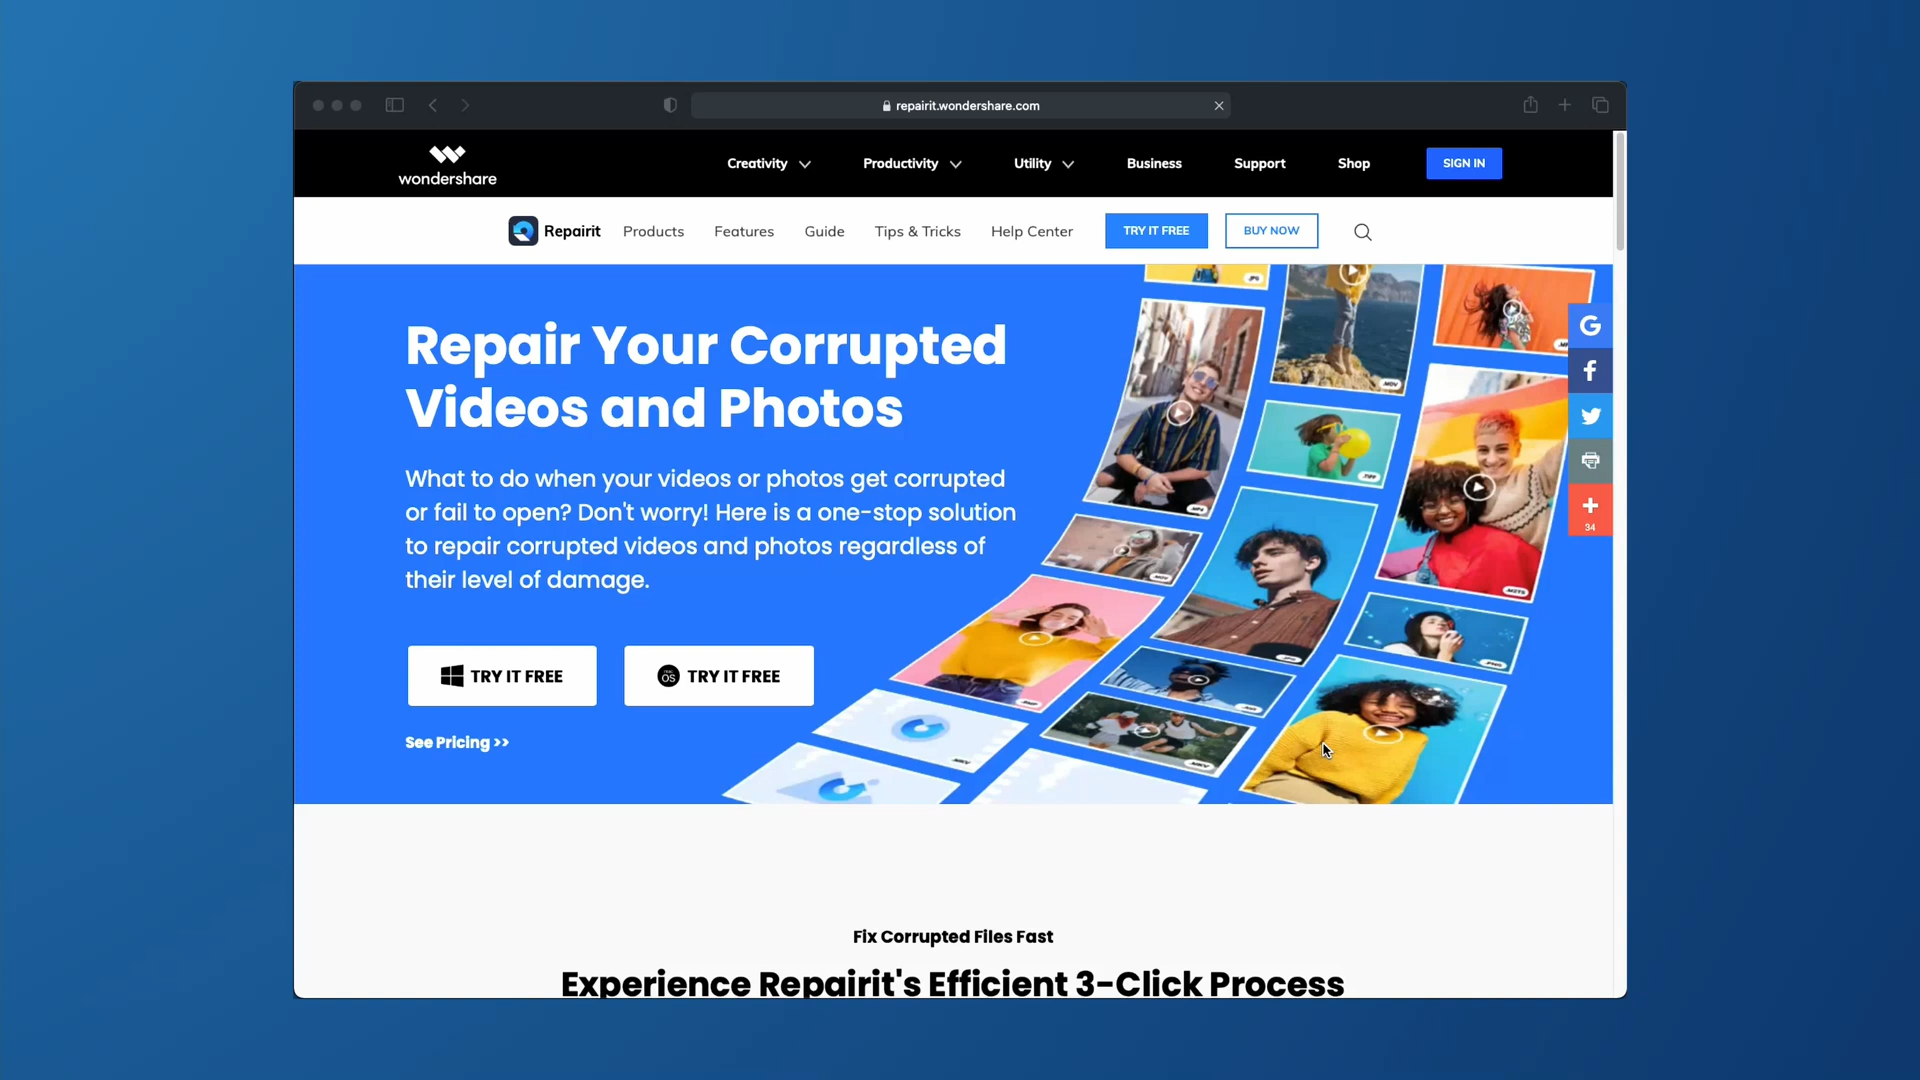 repairit.wondershare.com
wondershare
Creativity
Productivity
Utility
Business
Support
Shop
SIGN IN
Repairit
Products
Features
Guide
Tips & Tricks
Help Center
TRY IT FREE
BUY NOW
Repair Your Corrupted
Videos and Photos
What to do when your videos or photos get corrupted
or fail to open? Don't worry! Here is a one-stop solution
to repair corrupted videos and photos regardless of
their level of damage.
TRY IT FREE
TRY IT FREE
See Pricing >>
34
Fix Corrupted Files Fast
Experience Repairit's Efficient 3-Click Process